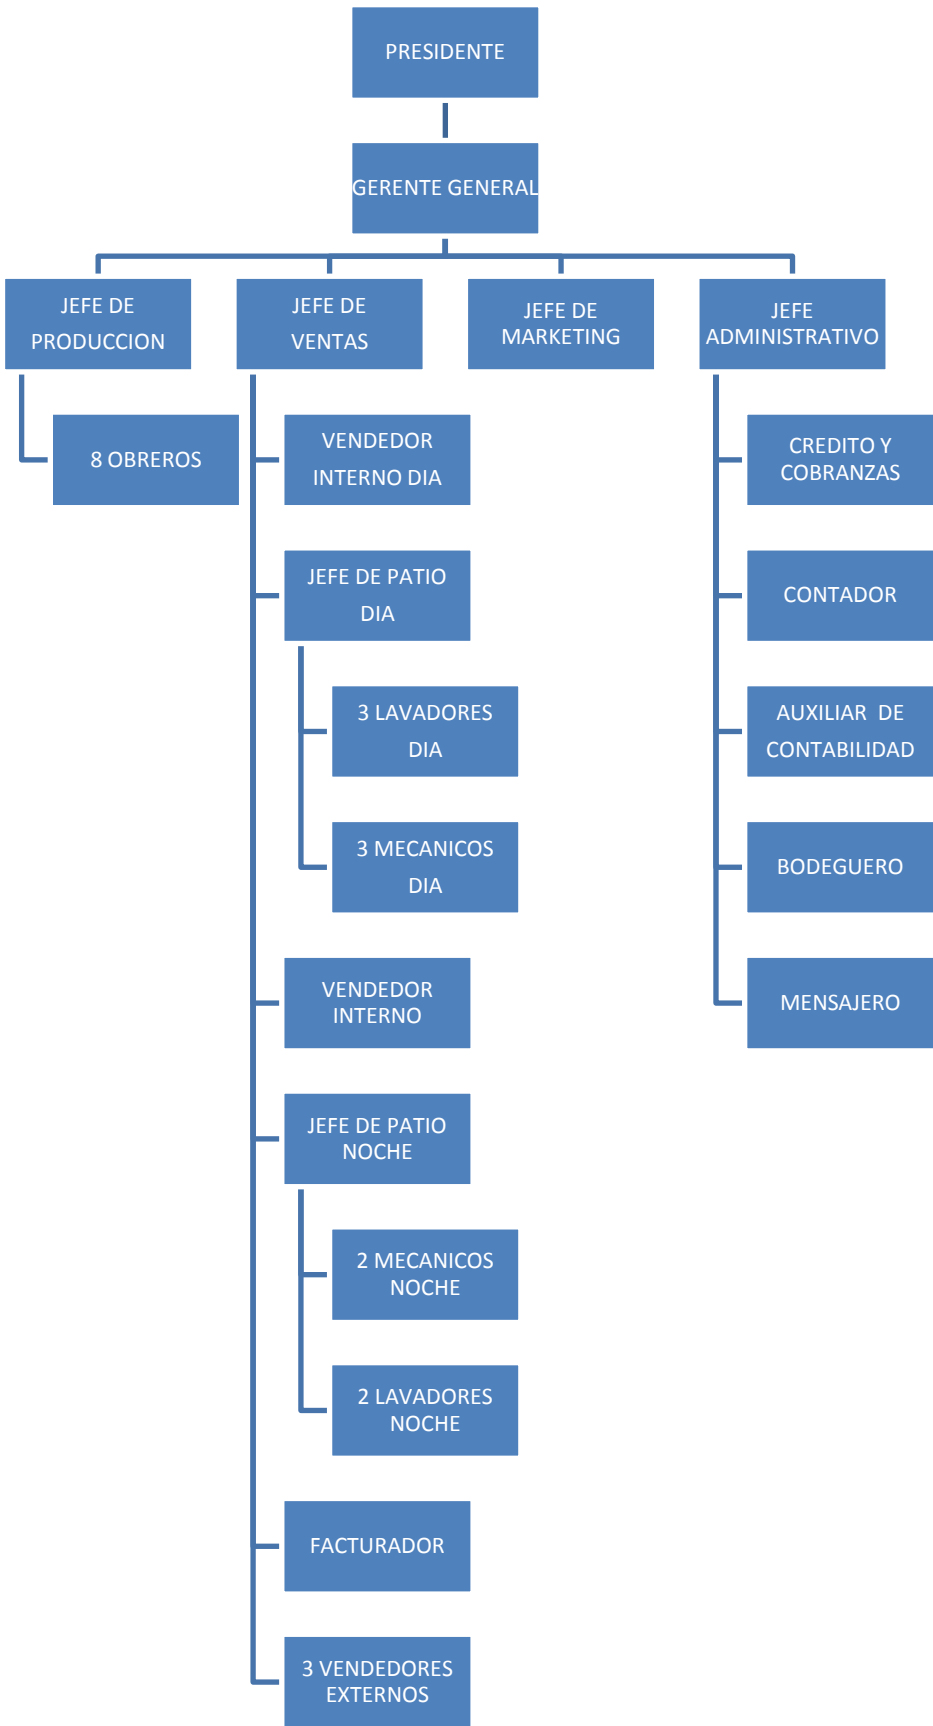 PRESIDENTE
GERENTE GENERAL
JEFE DE
PRODUCCION
JEFE DE
VENTAS
JEFE DE
MARKETING
JEFE
ADMINISTRATIVO
8 OBREROS
VENDEDOR
INTERNO DIA
JEFE DE PATIO
DIA
3 LAVADORES
DIA
3 MECANICOS
DIA
VENDEDOR
INTERNO
JEFE DE PATIO
NOCHE
2 MECANICOS
NOCHE
2 LAVADORES
NOCHE
FACTURADOR
3 VENDEDORES
EXTERNOS
CREDITO Y
COBRANZAS
CONTADOR
AUXILIAR  DE
CONTABILIDAD
BODEGUERO
MENSAJERO